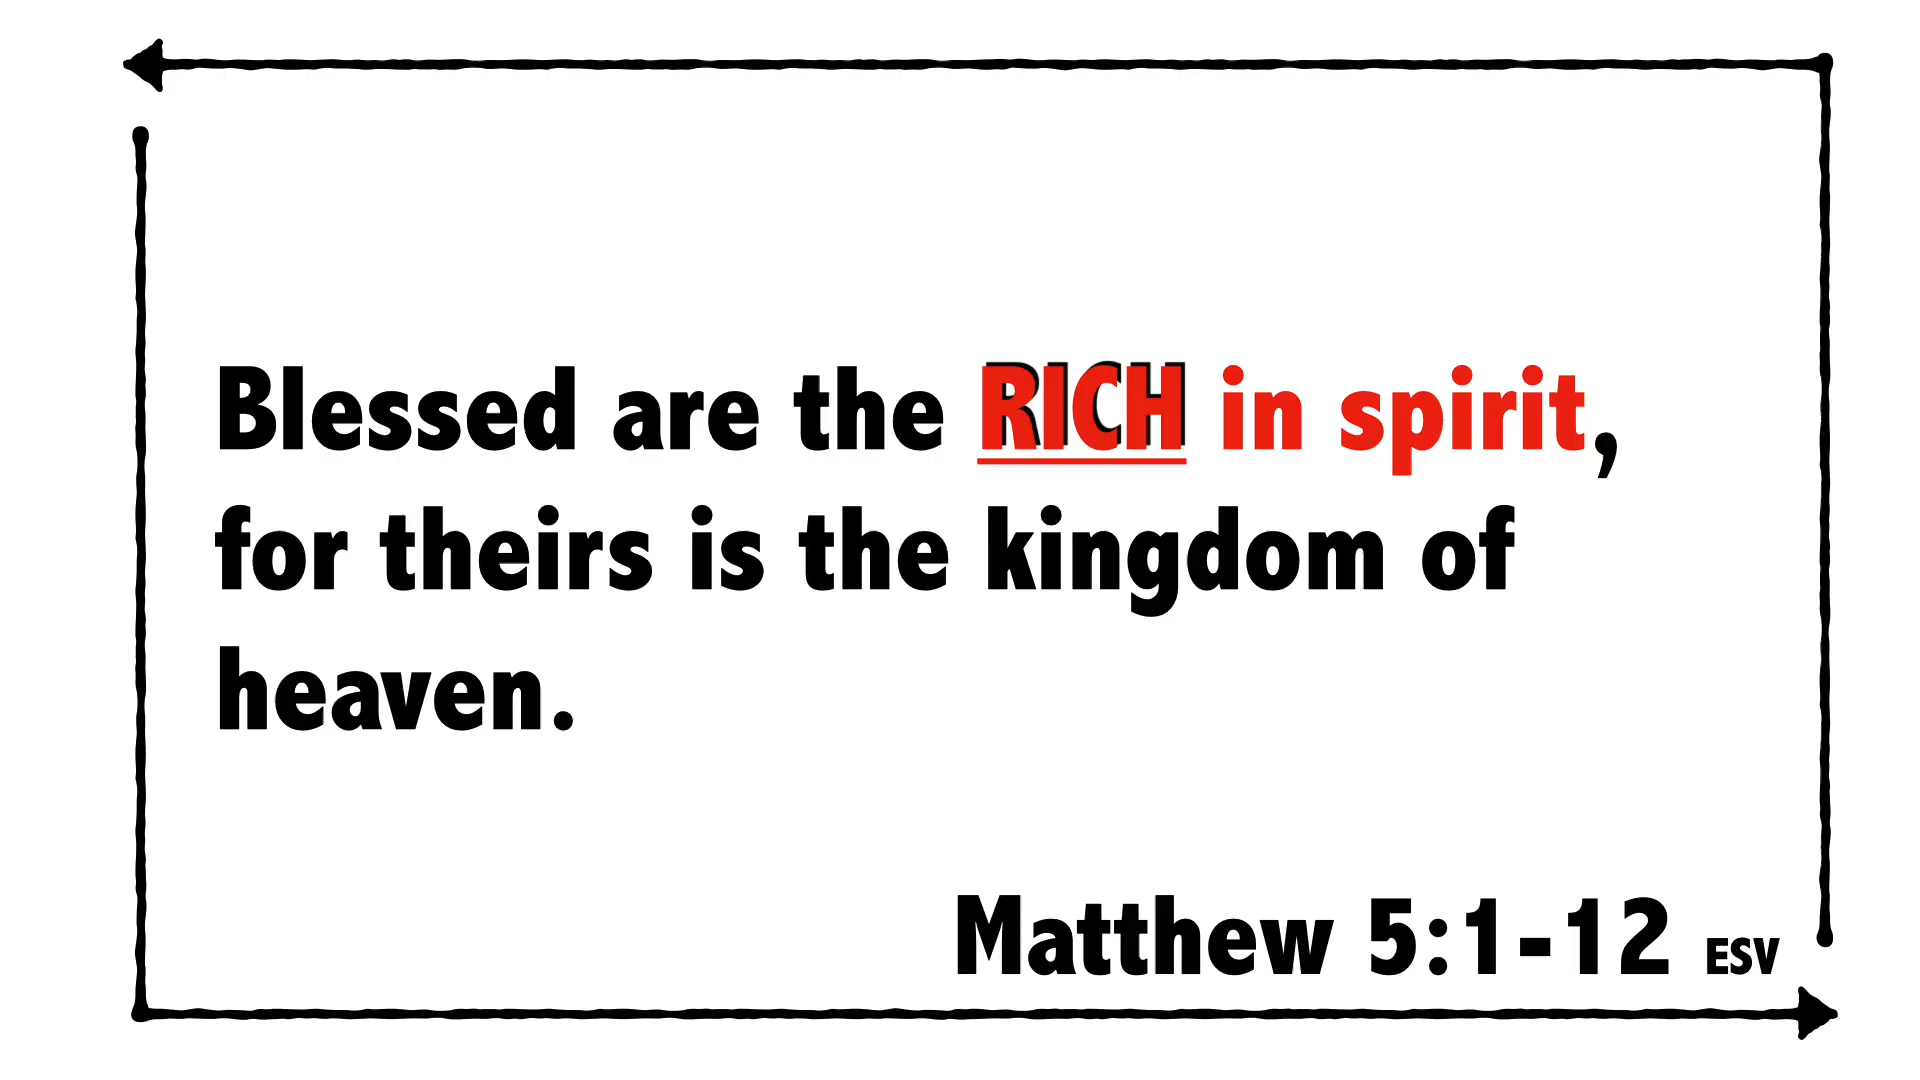 Blessed are the RICH in spirit,
for theirs is the kingdom of
heaven.
Matthew 5:1-12 ESV